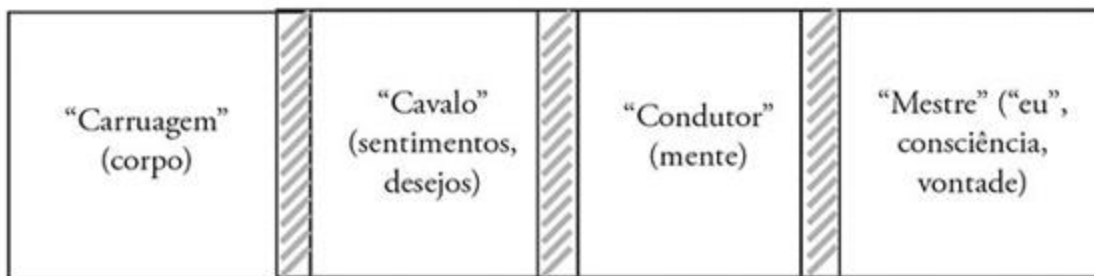 “Carruagem”
(corpo)
“Cavalo”
(sentimentos,
desejos)
“Condutor”
(mente)
“Mestre” (“eu”,
consciência,
vontade)